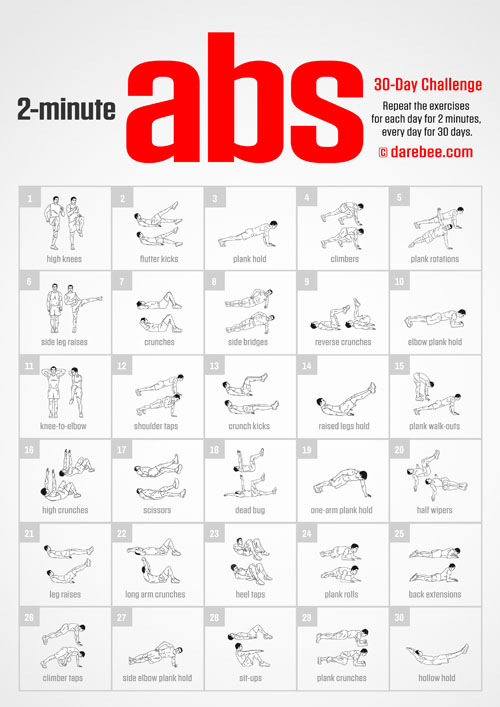 2-minute
abs
30-Day Challenge
Repeat the exercises
for each day for 2 minutes,
every day for 30 days.
© darebee.com
1
high knees
2
flutter kicks
3
plank hold
4
climbers
5
plank rotations
6
side leg raises
7
crunches
8
side bridges
9
reverse crunches
10
elbow plank hold
11
knee-to-elbow
12
shoulder taps
13
crunch kicks
14
raised legs hold
15
plank walk-outs
16
high crunches
17
scissors
18
dead bug
19
one-arm plank hold
20
half wipers
21
leg raises
22
long arm crunches
23
heel taps
24
plank rolls
25
back extensions
26
climber taps
27
side elbow plank hold
28
sit-ups
29
plank crunches
30
hollow hold